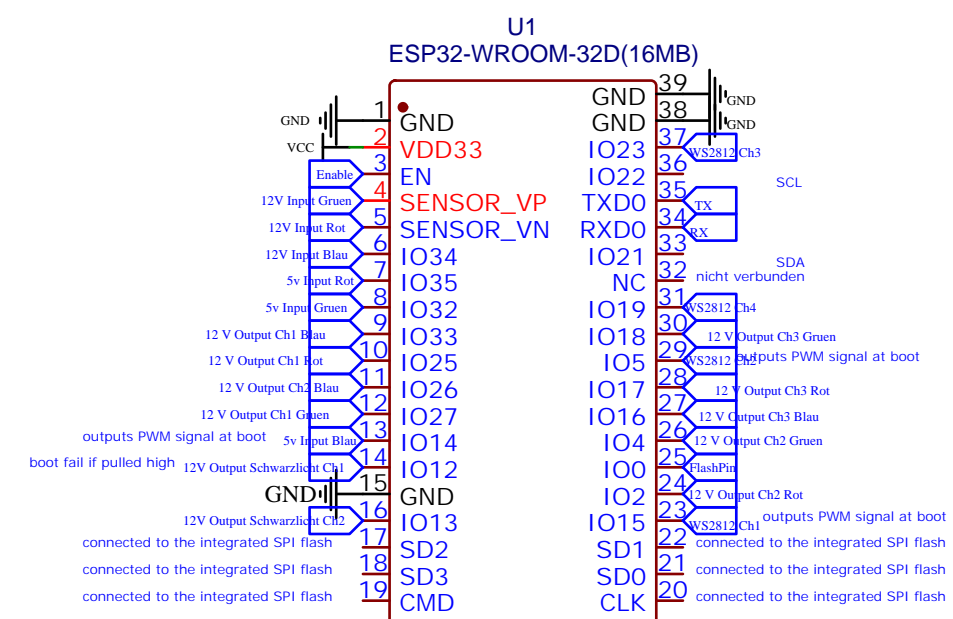 U1
ESP32-WROOM-32D(16MB)
GND 1 GND
VCC 2 VDD33
Enable 3 EN
12V Input Gruen 4 SENSOR_VP
12V Input Rot 5 SENSOR_VN
12V Input Blau 6 IO34
5v Input Rot 7 IO35
5v Input Gruen 8 IO32
12 V Output Ch1 Blau 9 IO33
12 V Output Ch1 Rot 10 IO25
12 V Output Ch2 Blau 11 IO26
12 V Output Ch1 Gruen 12 IO27
outputs PWM signal at boot 5v Input Blau 13 IO14
boot fail if pulled high 12V Output Schwarzlicht Ch1 14 IO12
GND 15 GND
12V Output Schwarzlicht Ch2 16 IO13
connected to the integrated SPI flash 17 SD2
connected to the integrated SPI flash 18 SD3
connected to the integrated SPI flash 19 CMD
GND 39 GND
GND 38 GND
IO23 37 WS2812 Ch3
IO22 36
SCL
TXD0 35 TX
RXD0 34 RX
IO21 33
SDA
NC 32 nicht verbunden
IO19 31 WS2812 Ch4
IO18 30 12 V Output Ch3 Gruen
IO5 29 WS2812 Ch2 outputs PWM signal at boot
IO17 28 12 V Output Ch3 Rot
IO16 27 12 V Output Ch3 Blau
IO4 26 12 V Output Ch2 Gruen
IO0 25 FlashPin
IO2 24 12 V Output Ch2 Rot
IO15 23 WS2812 Ch1 outputs PWM signal at boot
SD1 22 connected to the integrated SPI flash
SD0 21 connected to the integrated SPI flash
CLK 20 connected to the integrated SPI flash